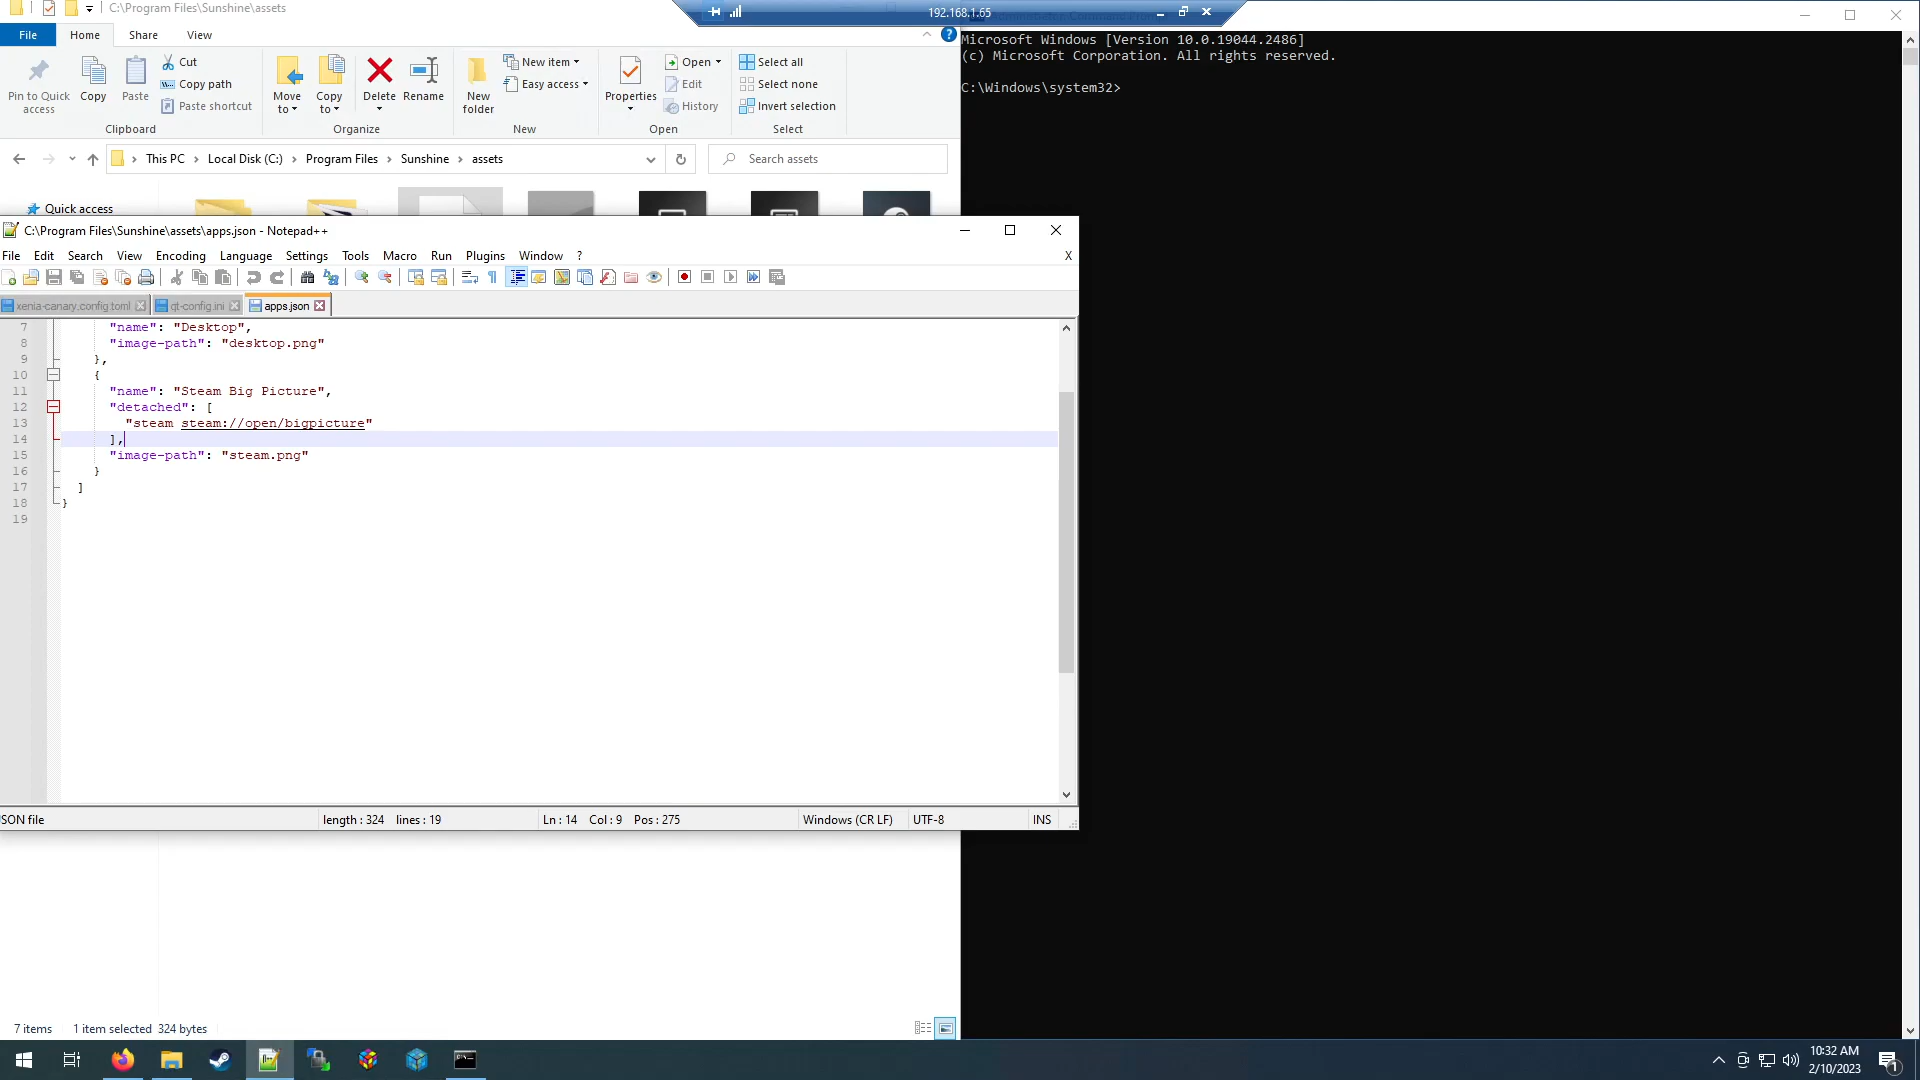 C:\Program Files\Sunshine\assets
192.168.1.65
File Home Share View
Pin to Quick access
Copy
Paste
Cut
Copy path
Paste shortcut
Clipboard
Move to
Copy to
Delete
Rename
Organize
New folder
New item
Easy access
New
Properties
Open
Edit
History
Open
Select all
Select none
Invert selection
Select
This PC > Local Disk (C:) > Program Files > Sunshine > assets
Search assets
Quick access
Microsoft Windows [Version 10.0.19044.2486]
(c) Microsoft Corporation. All rights reserved.
C:\Windows\system32>
C:\Program Files\Sunshine\assets\apps.json - Notepad++
File Edit Search View Encoding Language Settings Tools Macro Run Plugins Window ? X
xenia-canary.config.toml qt-config.ini apps.json
7 "name": "Desktop",
8 "image-path": "desktop.png"
9 },
10 {
11 "name": "Steam Big Picture",
12 "detached": [
13 "steam steam://open/bigpicture"
14 ],
15 "image-path": "steam.png"
16 }
17 ]
18 }
19
SON file length : 324 lines : 19 Ln : 14 Col : 9 Pos : 275 Windows (CR LF) UTF-8 INS
7 items 1 item selected 324 bytes
10:32 AM
2/10/2023
1